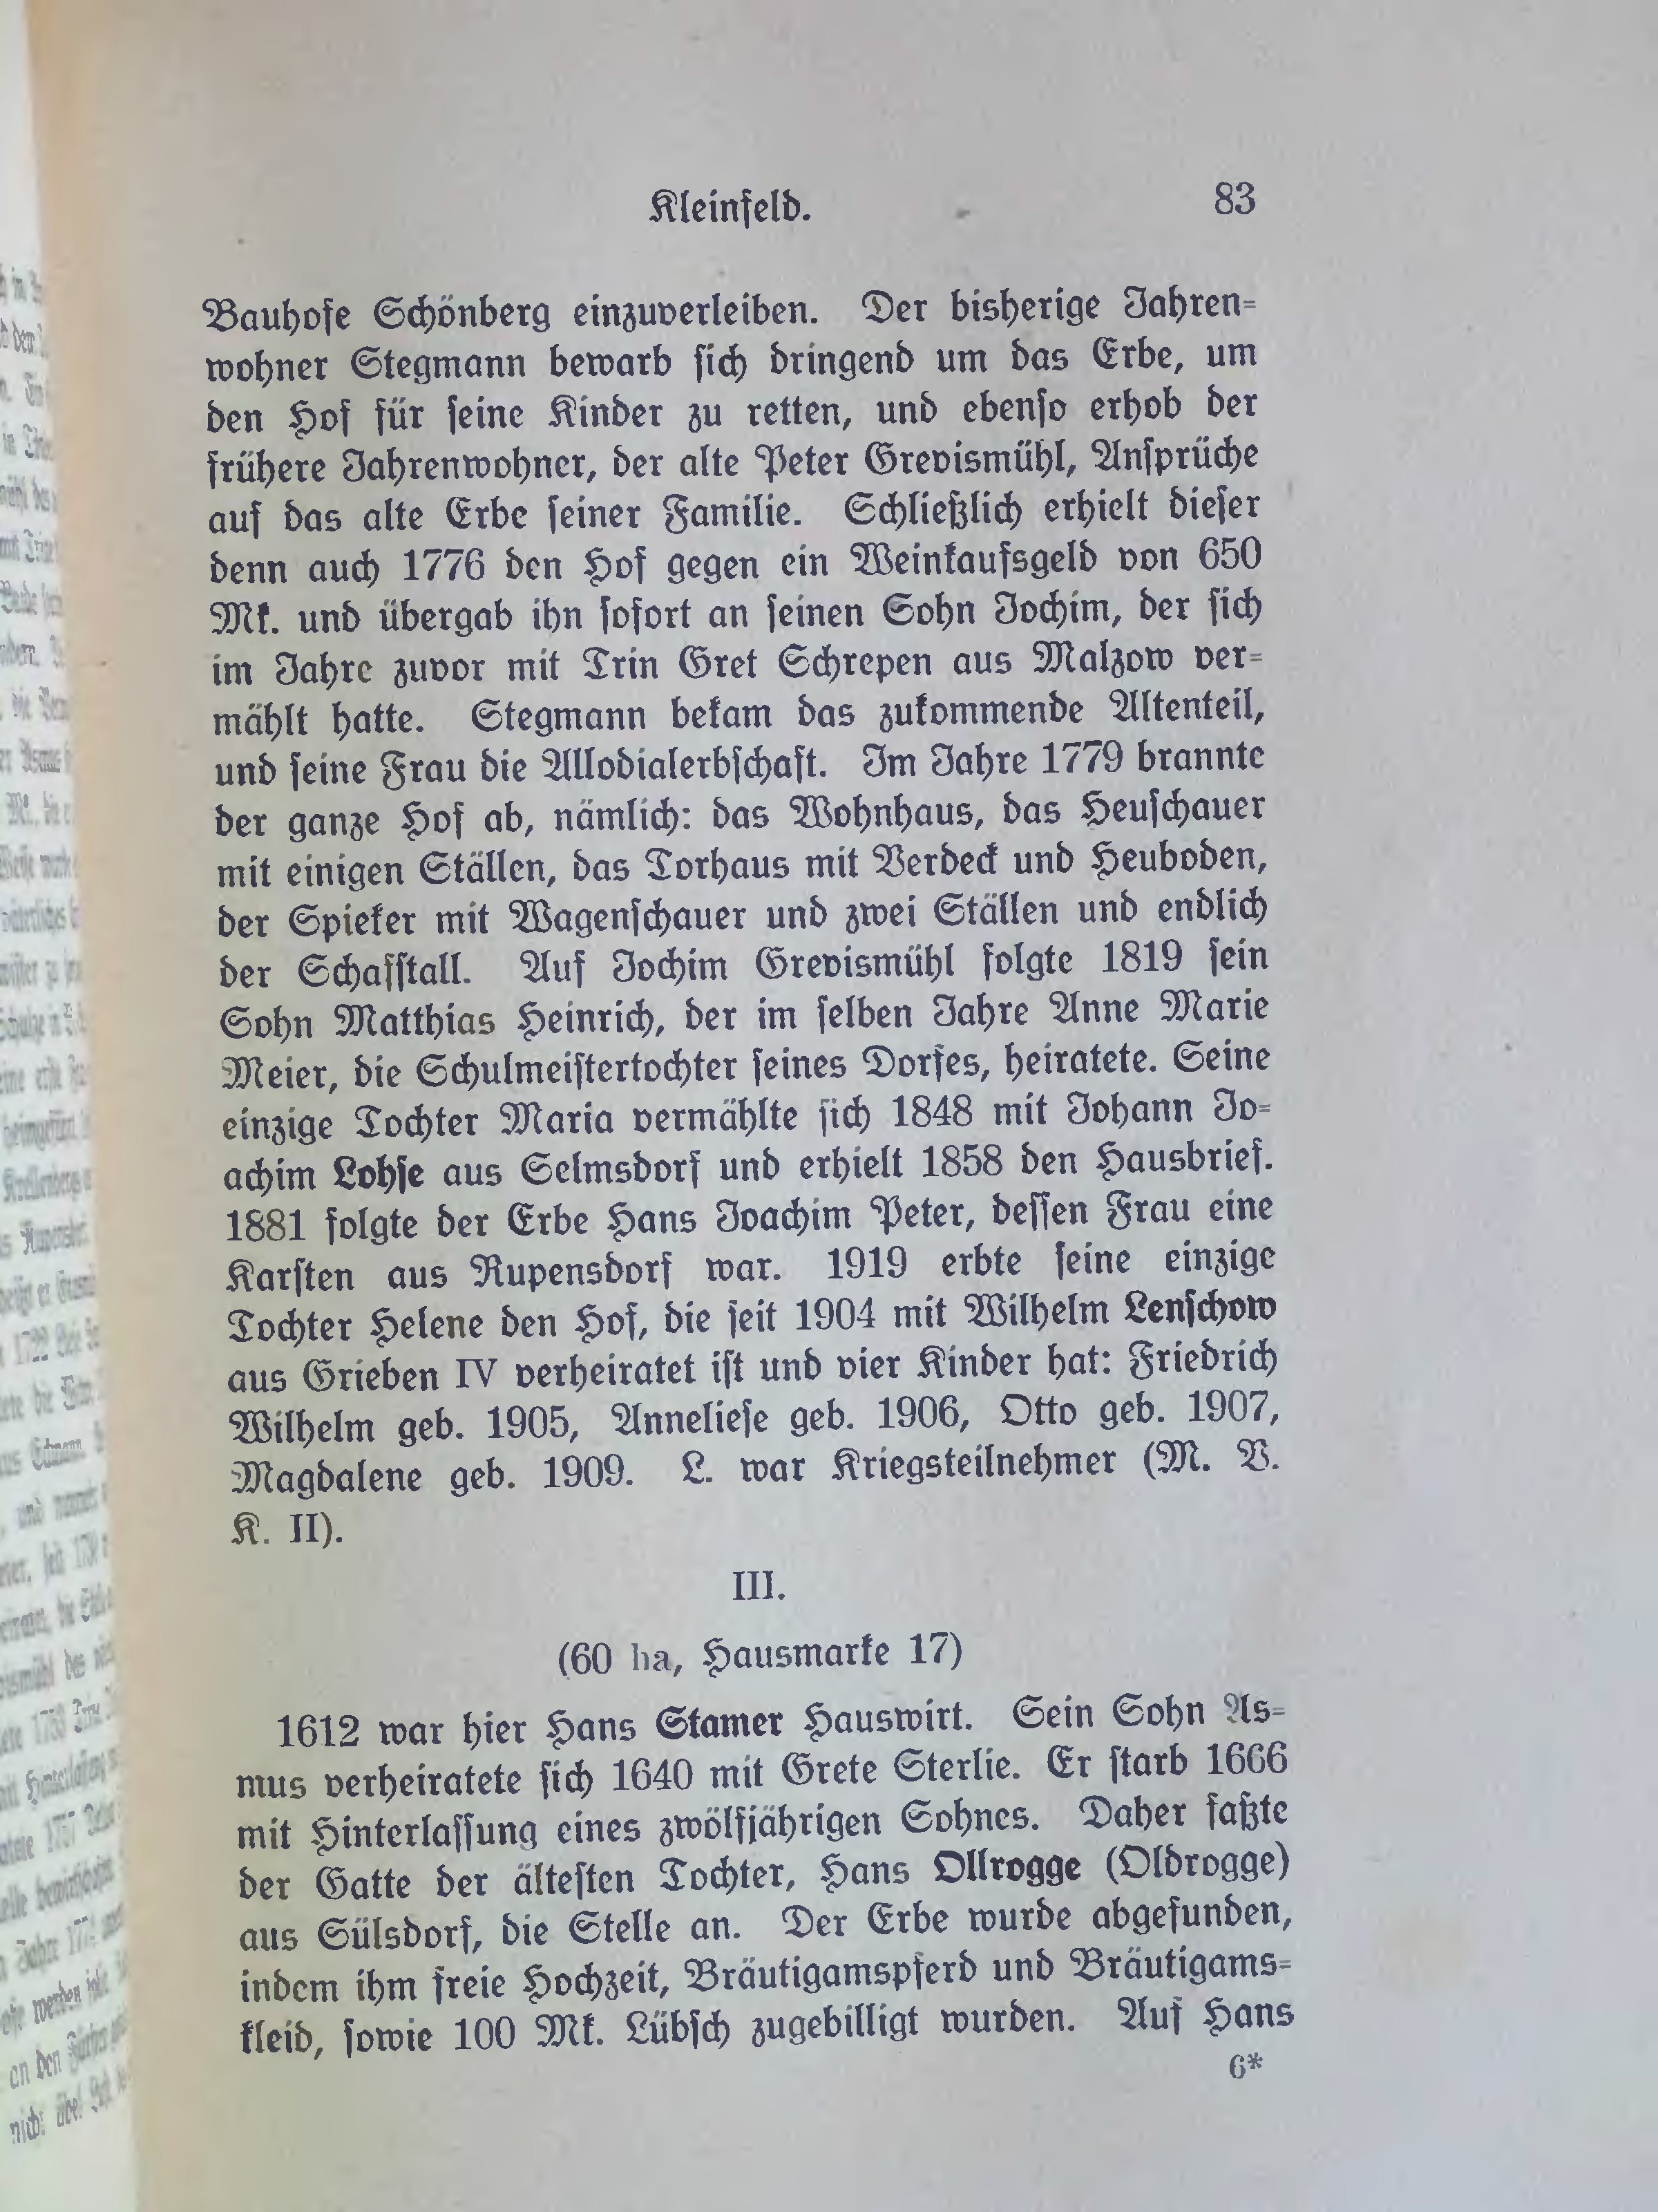 Kleinfeld. 83
Bauhofe Schönberg einzuverleiben. Der bisherige Jahren-
wohner Stegmann bewarb sich dringend um das Erbe, um
den Hof für seine Kinder zu retten, und ebenso erhob der
frühere Jahrenwohner, der alte Peter Grevismühl, Ansprüche
auf das alte Erbe seiner Familie. Schließlich erhielt dieser
denn auch 1776 den Hof gegen ein Weinkaufsgeld von 650
Mk. und übergab ihn sofort an seinen Sohn Jochim, der sich
im Jahre zuvor mit Trin Gret Schrepen aus Malzow ver-
mählt hatte. Stegmann bekam das zukommende Altenteil,
und seine Frau die Allodialerbschaft. Im Jahre 1779 brannte
der ganze Hof ab, nämlich: das Wohnhaus, das Heuschauer
mit einigen Ställen, das Torhaus mit Verdeck und Heuboden,
der Spieker mit Wagenschauer und zwei Ställen und endlich
der Schafstall. Auf Jochim Grevismühl folgte 1819 sein
Sohn Matthias Heinrich, der im selben Jahre Anne Marie
Meier, die Schulmeistertochter seines Dorfes, heiratete. Seine
einzige Tochter Maria vermählte sich 1848 mit Johann Jo-
achim Lohse aus Selmsdorf und erhielt 1858 den Hausbrief.
1881 folgte der Erbe Hans Joachim Peter, dessen Frau eine
Karsten aus Rupensdorf war. 1919 erbte seine einzige
Tochter Helene den Hof, die seit 1904 mit Wilhelm Lenschow
aus Grieben IV verheiratet ist und vier Kinder hat: Friedrich
Wilhelm geb. 1905, Anneliese geb. 1906, Otto geb. 1907,
Magdalene geb. 1909. L. war Kriegsteilnehmer (M. V.
K. II).
III.
(60 ha, Hausmarke 17)
1612 war hier Hans Stamer Hauswirt. Sein Sohn As-
mus verheiratete sich 1640 mit Grete Sterlie. Er starb 1666
mit Hinterlassung eines zwölfjährigen Sohnes. Daher faßte
der Gatte der ältesten Tochter, Hans Ollrogge (Oldrogge)
aus Sülsdorf, die Stelle an. Der Erbe wurde abgefunden,
indem ihm freie Hochzeit, Bräutigamspferd und Bräutigams-
kleid, sowie 100 Mk. Lübsch zugebilligt wurden. Auf Hans
6*